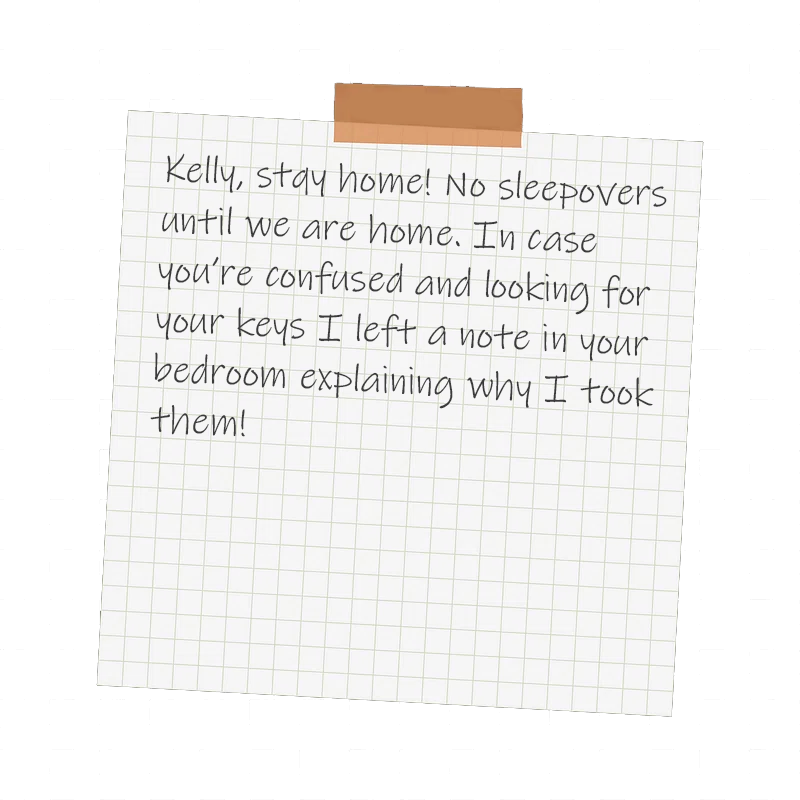 Kelly, stay home! No sleepovers
until we are home. In case
you're confused and looking for
your keys I left a note in your
bedroom explaining why I took
them!